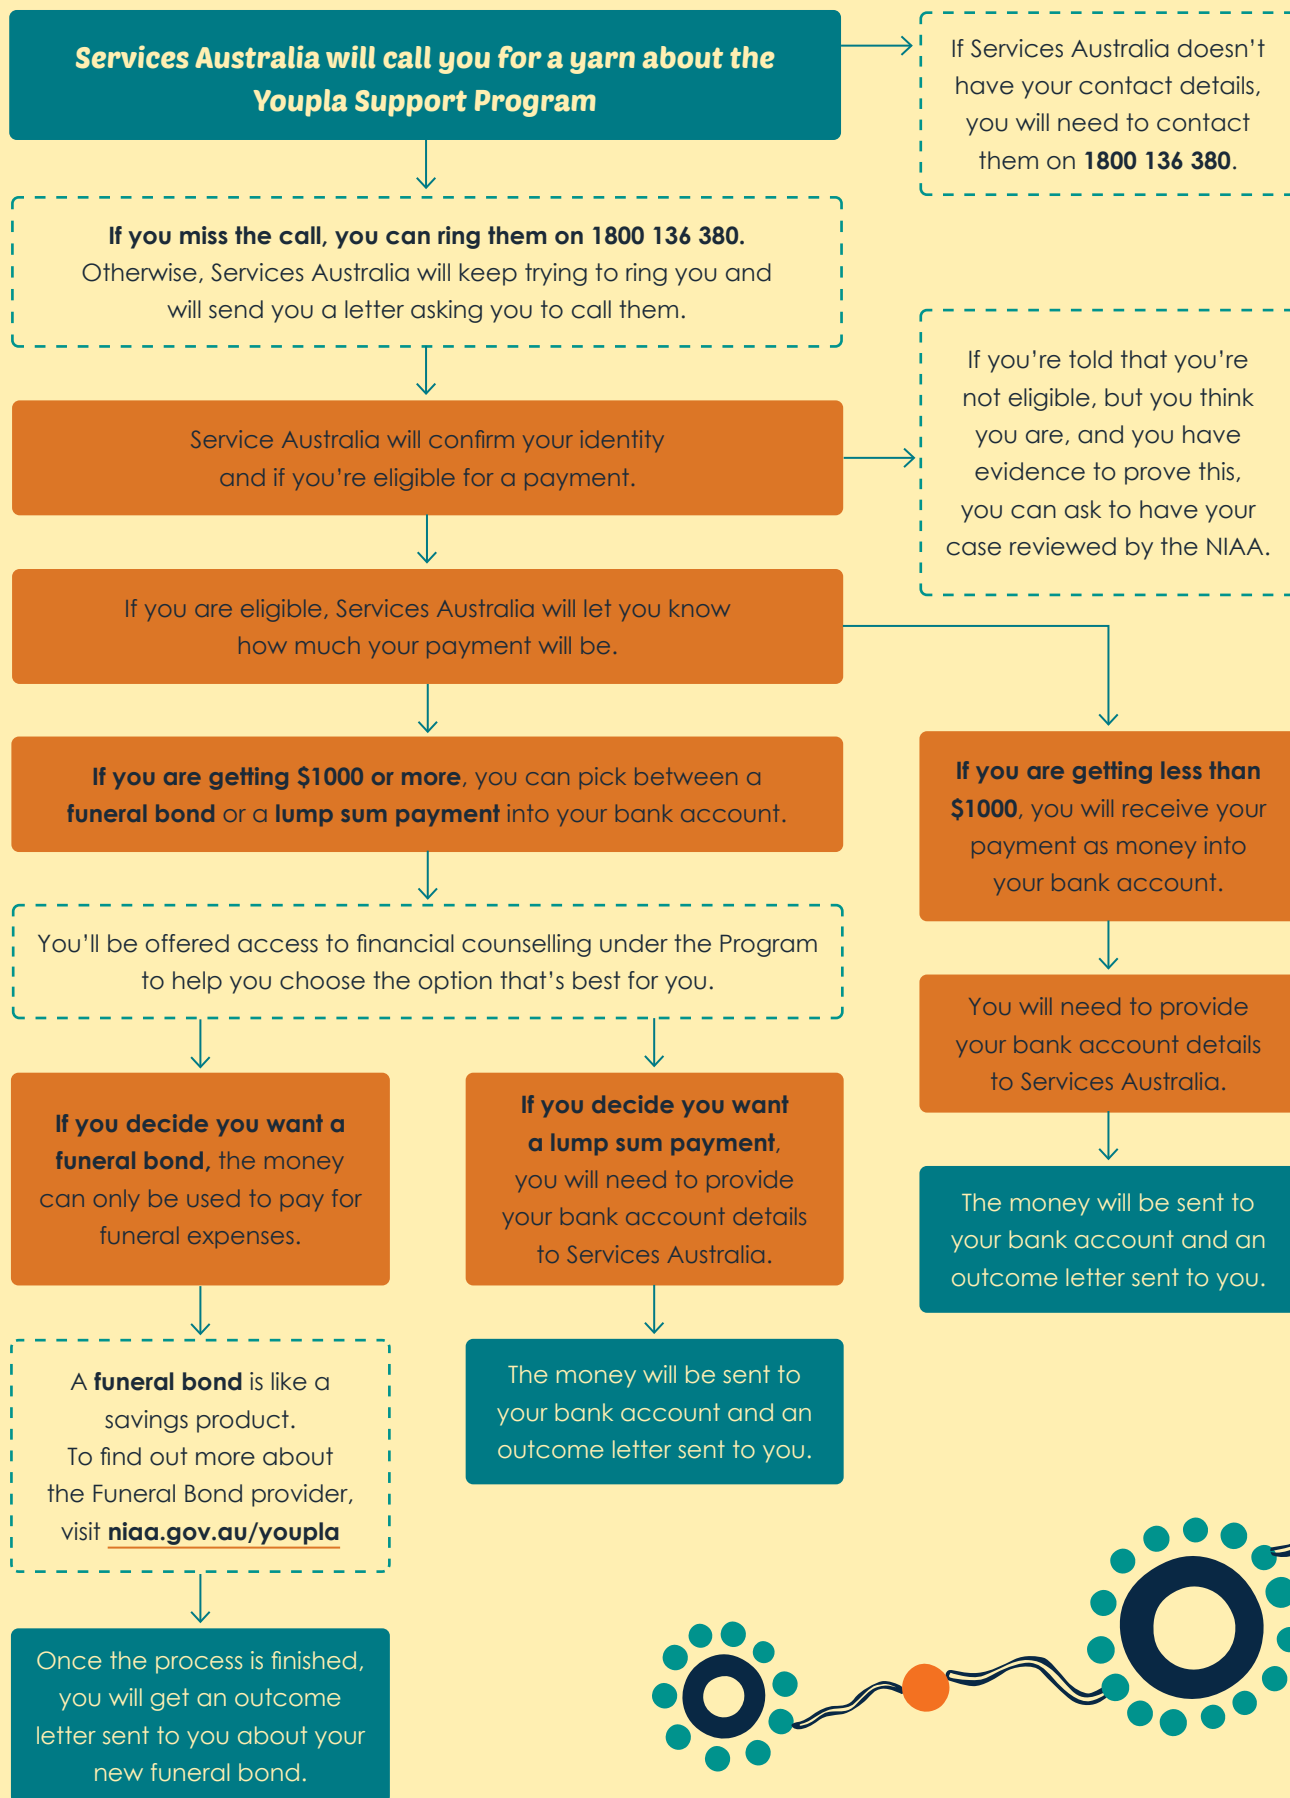 Services Australia will call you for a yarn about the
Youpla Support Program
If Services Australia doesn't
have your contact details,
you will need to contact
them on 1800 136 380.
If you miss the call, you can ring them on 1800 136 380.
Otherwise, Services Australia will keep trying to ring you and
will send you a letter asking you to call them.
Service Australia will confirm your identity
and if you're eligible for a payment.
If you're told that you're
not eligible, but you think
you are, and you have
evidence to prove this,
you can ask to have your
case reviewed by the NIAA.
If you are eligible, Services Australia will let you know
how much your payment will be.
If you are getting $1000 or more, you can pick between a
funeral bond or a lump sum payment into your bank account.
If you are getting less than
$1000, you will receive your
payment as money into
your bank account.
You'll be offered access to financial counselling under the Program
to help you choose the option that's best for you.
You will need to provide
your bank account details
to Services Australia.
If you decide you want a
funeral bond, the money
can only be used to pay for
funeral expenses.
If you decide you want
a lump sum payment,
you will need to provide
your bank account details
to Services Australia.
The money will be sent to
your bank account and an
outcome letter sent to you.
A funeral bond is like a
savings product.
To find out more about
the Funeral Bond provider,
visit niaa.gov.au/youpla
The money will be sent to
your bank account and an
outcome letter sent to you.
Once the process is finished,
you will get an outcome
letter sent to you about your
new funeral bond.